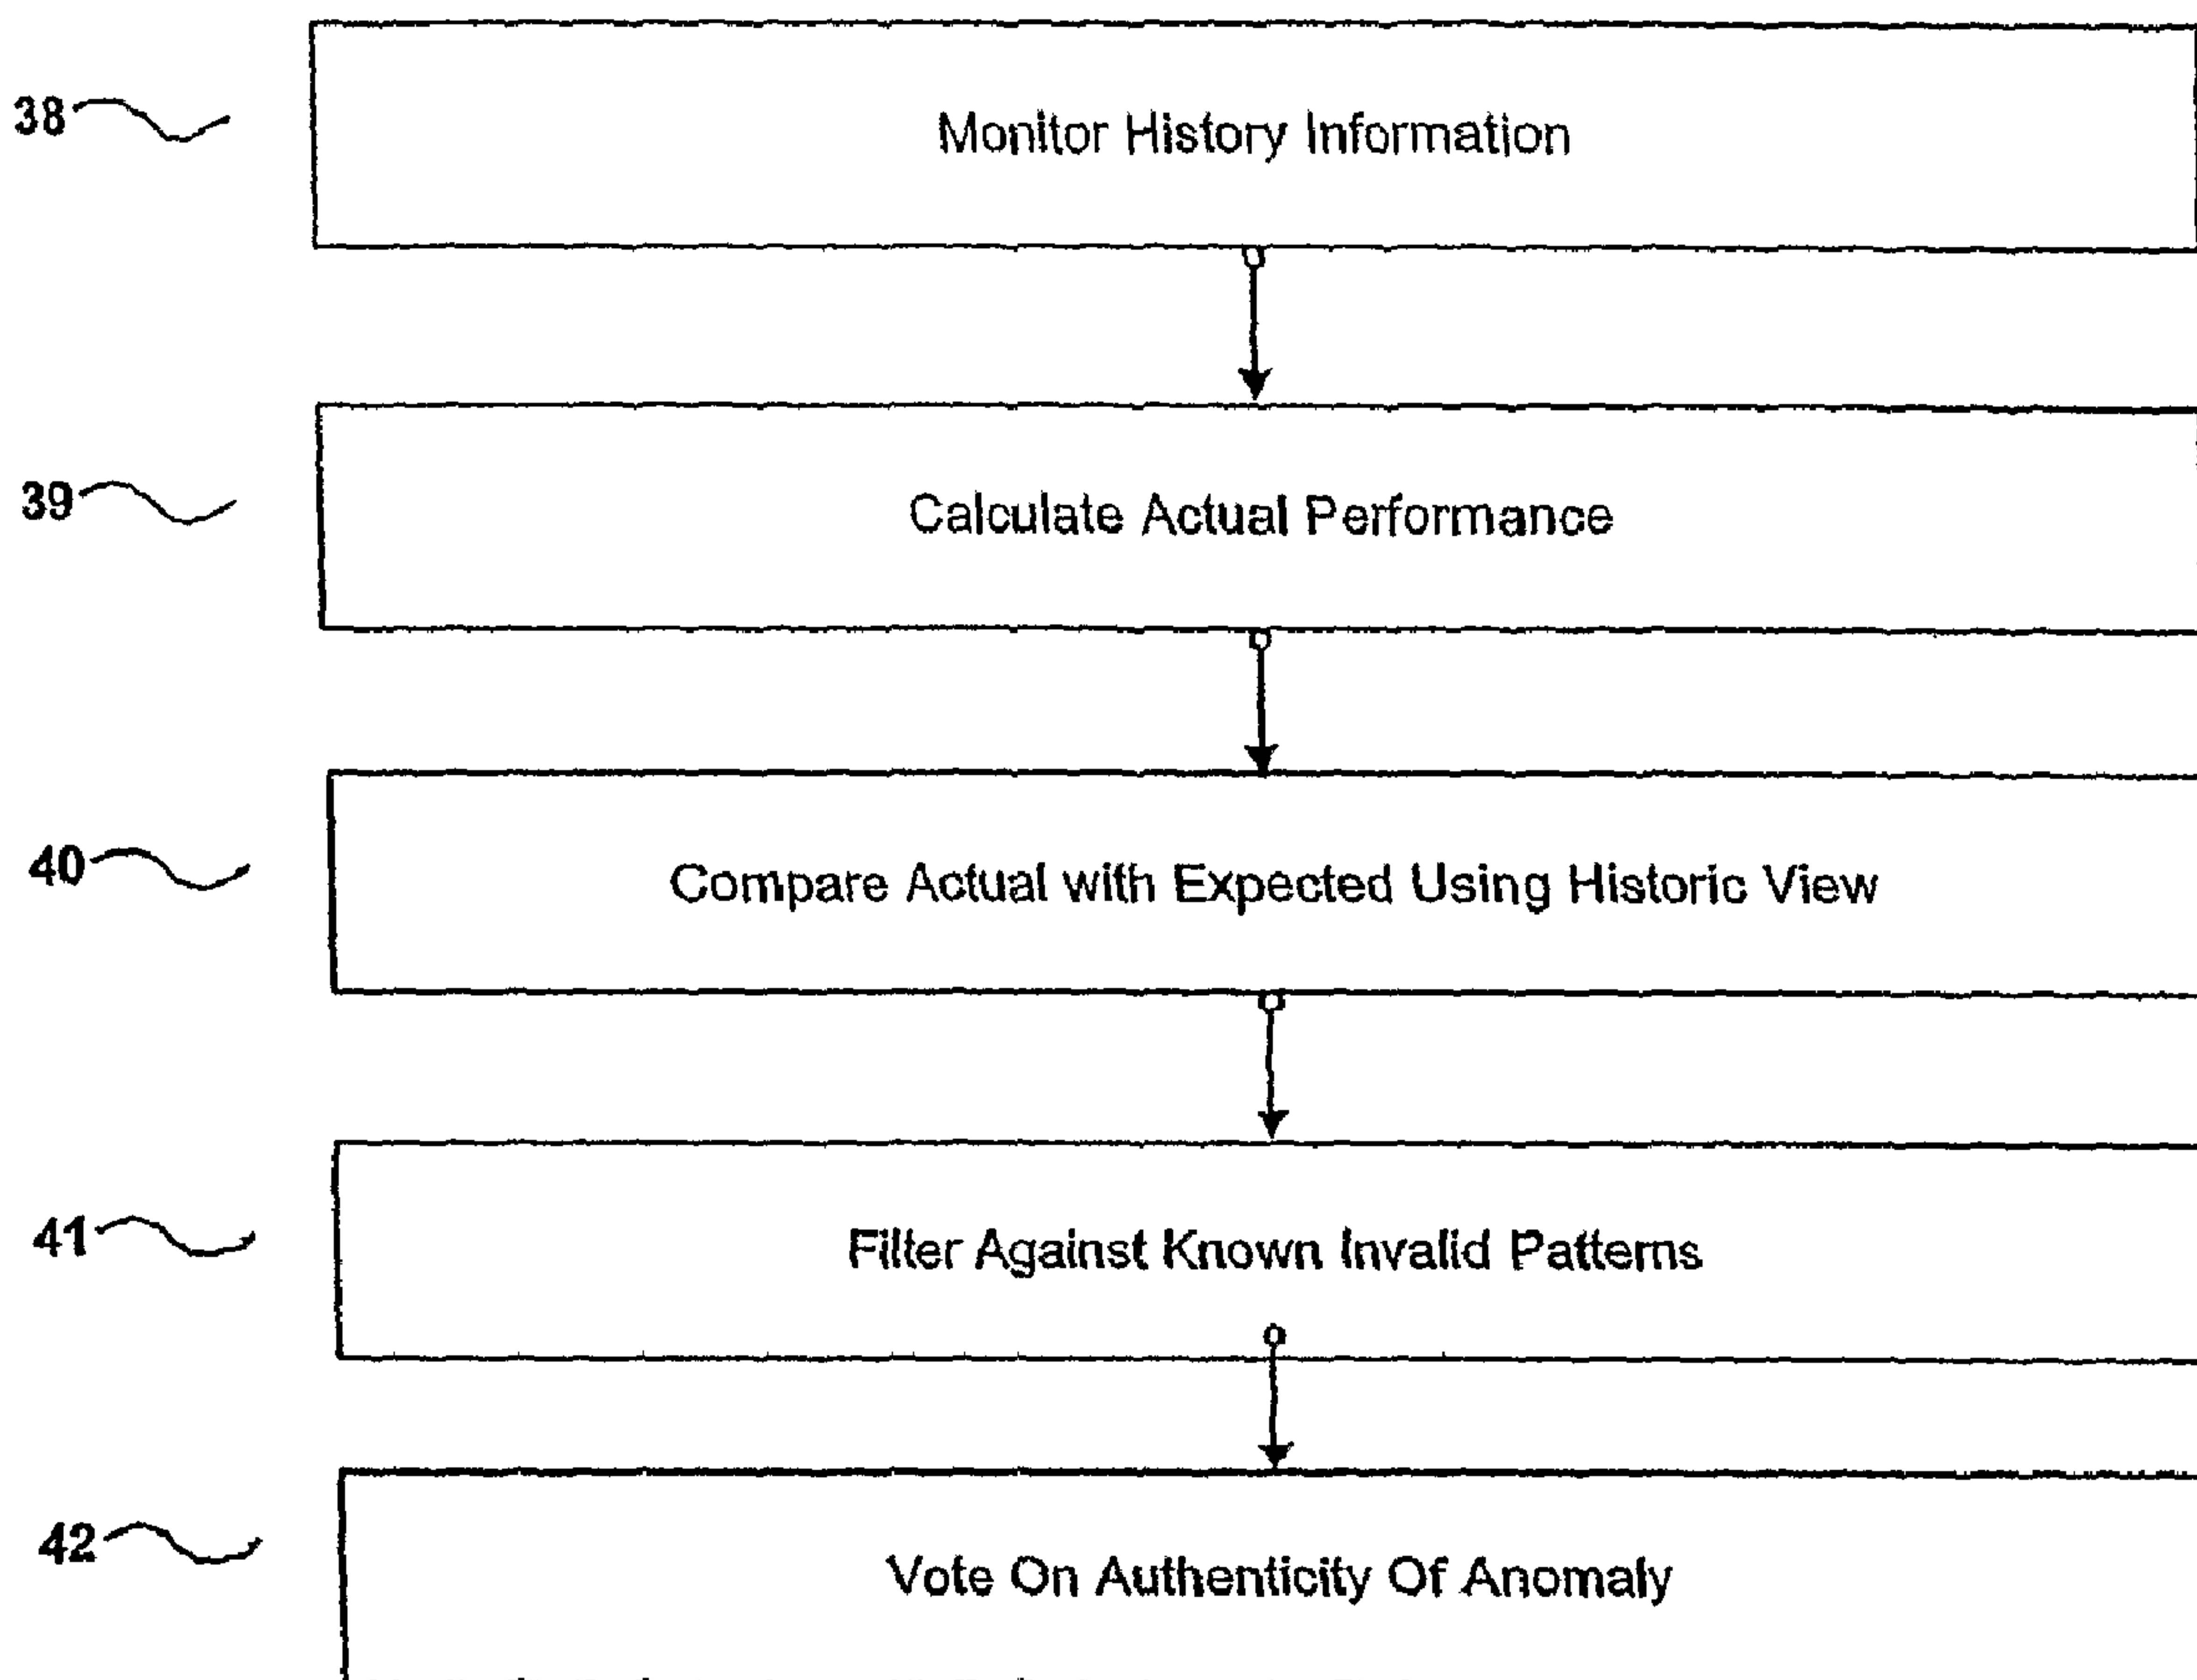 38 Monitor History Information
39 Calculate Actual Performance
40 Compare Actual with Expected Using Historic View
41 Filter Against Known Invalid Patterns
42 Vote On Authenticity Of Anomaly